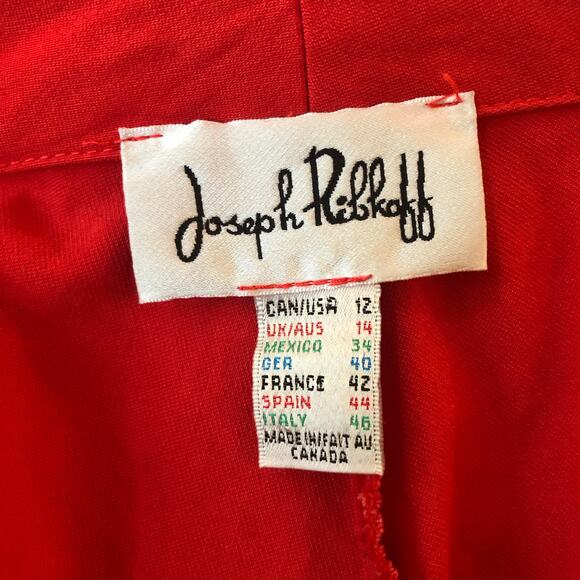 Joseph Ribkoff
CAN/USA 12
UK/AUS 14
MEXICO 34
GER 40
FRANCE 42
SPAIN 44
ITALY 46
MADE IN/FAIT AU
CANADA